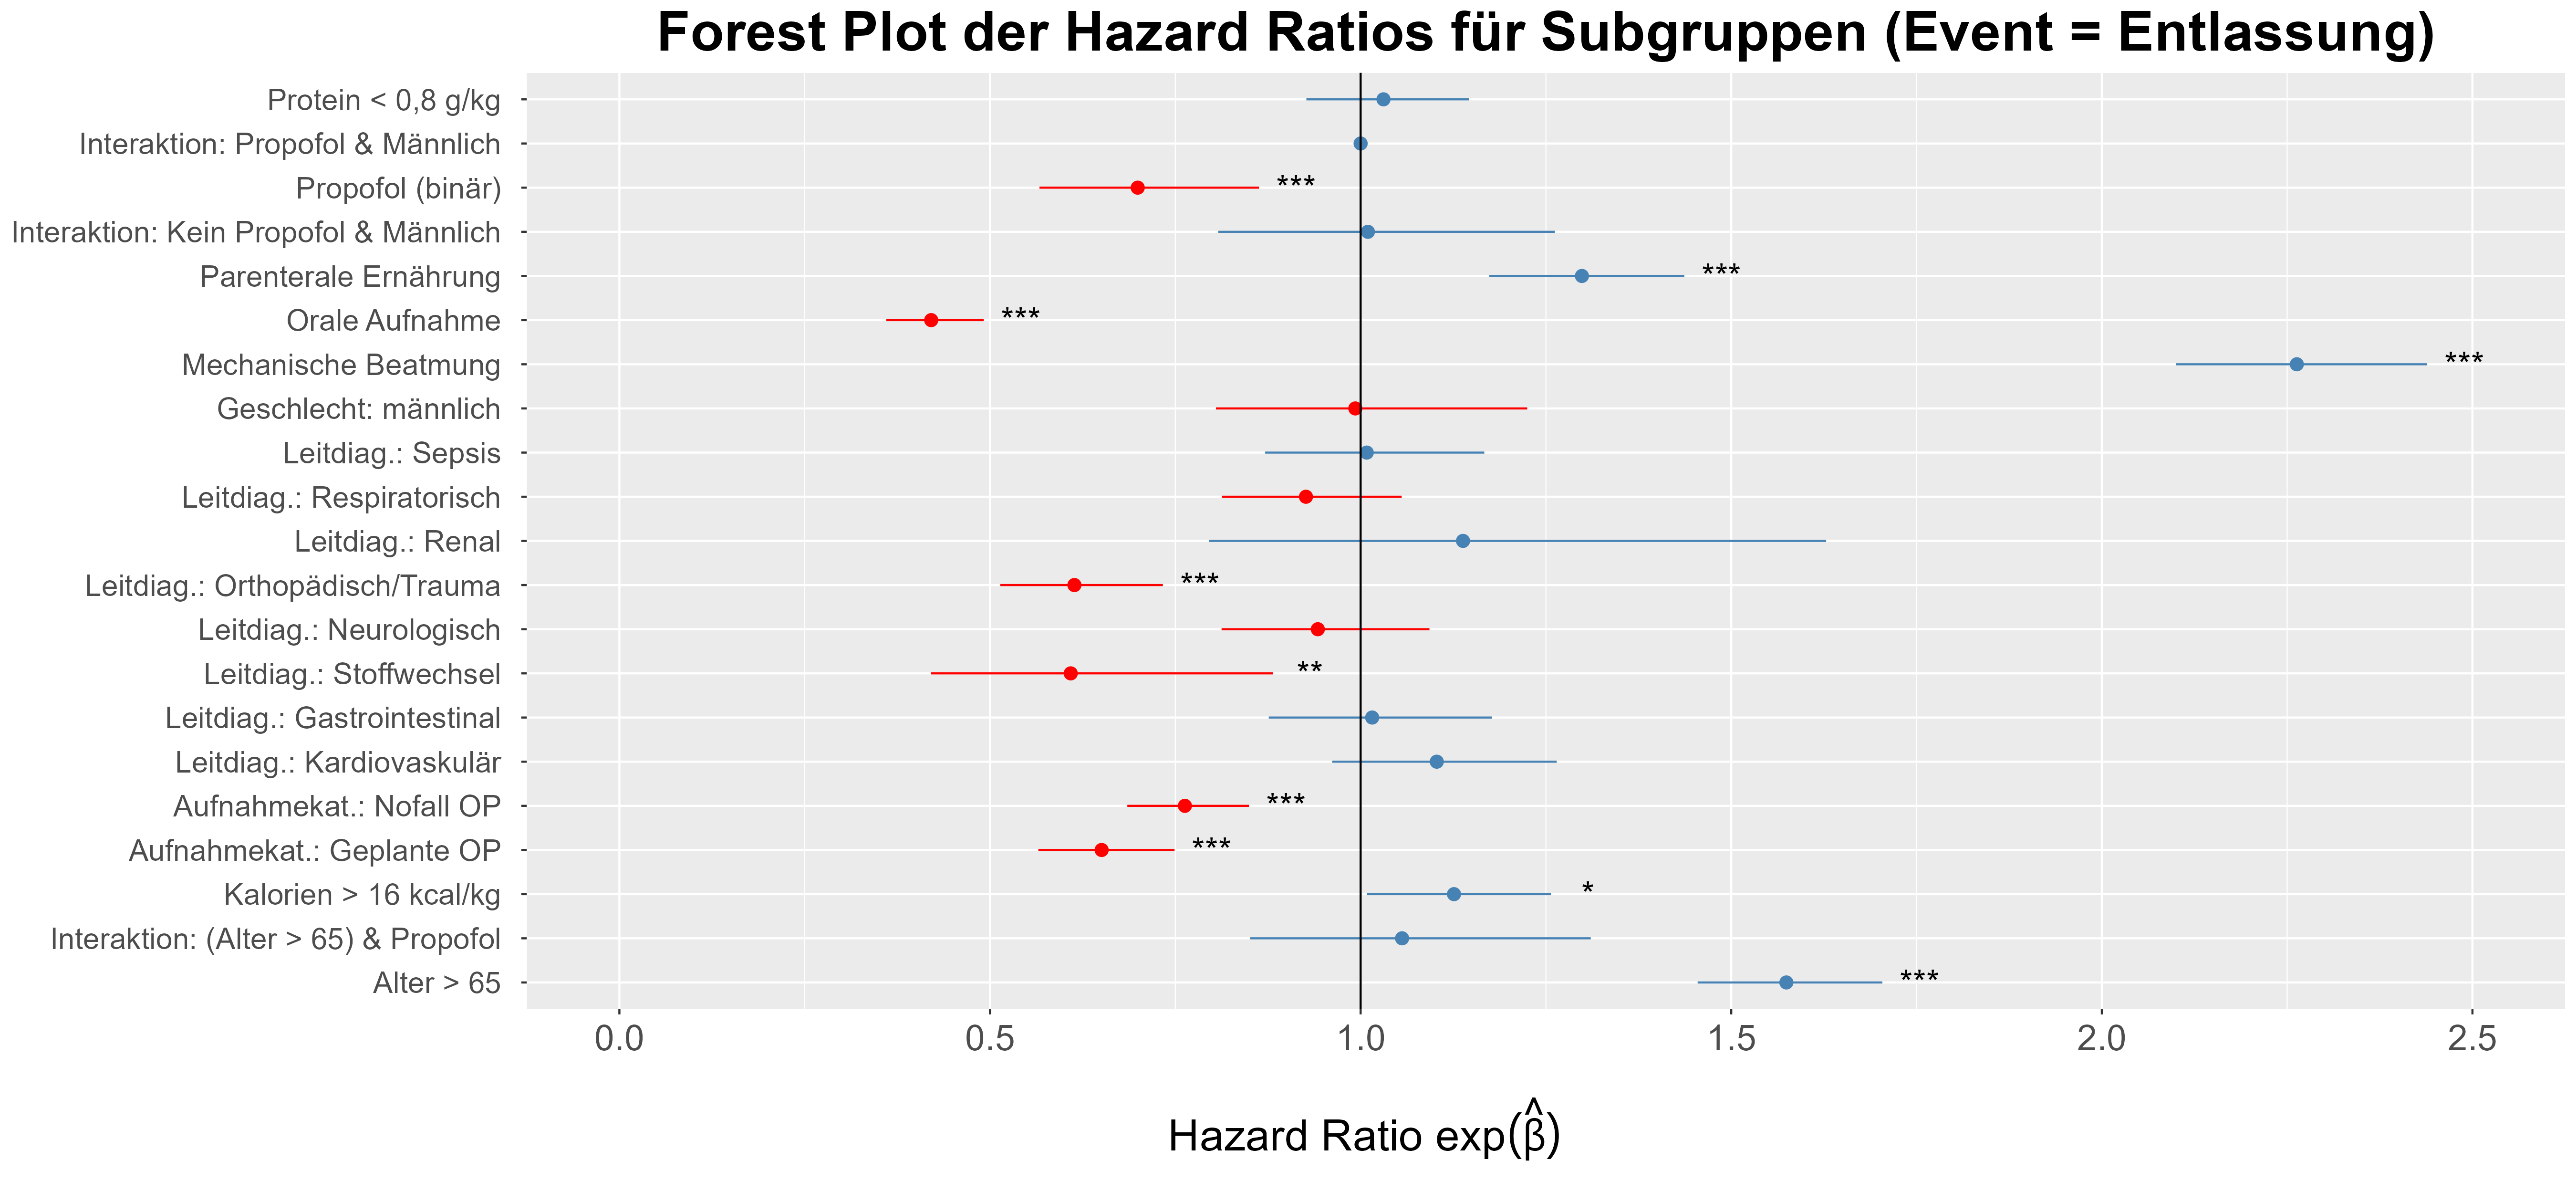 Forest Plot der Hazard Ratios für Subgruppen (Event = Entlassung)
Protein < 0,8 g/kg
Interaktion: Propofol & Männlich
Propofol (binär)
***
Interaktion: Kein Propofol & Männlich
Parenterale Ernährung
***
Orale Aufnahme
***
Mechanische Beatmung
***
Geschlecht: männlich
Leitdiag.: Sepsis
Leitdiag.: Respiratorisch
Leitdiag.: Renal
Leitdiag.: Orthopädisch/Trauma
***
Leitdiag.: Neurologisch
Leitdiag.: Stoffwechsel
**
Leitdiag.: Gastrointestinal
Leitdiag.: Kardiovaskulär
Aufnahmekat.: Nofall OP
***
Aufnahmekat.: Geplante OP
***
Kalorien > 16 kcal/kg
*
Interaktion: (Alter > 65) & Propofol
Alter > 65
***
0.0 0.5 1.0 1.5 2.0 2.5
Hazard Ratio exp(β̂)